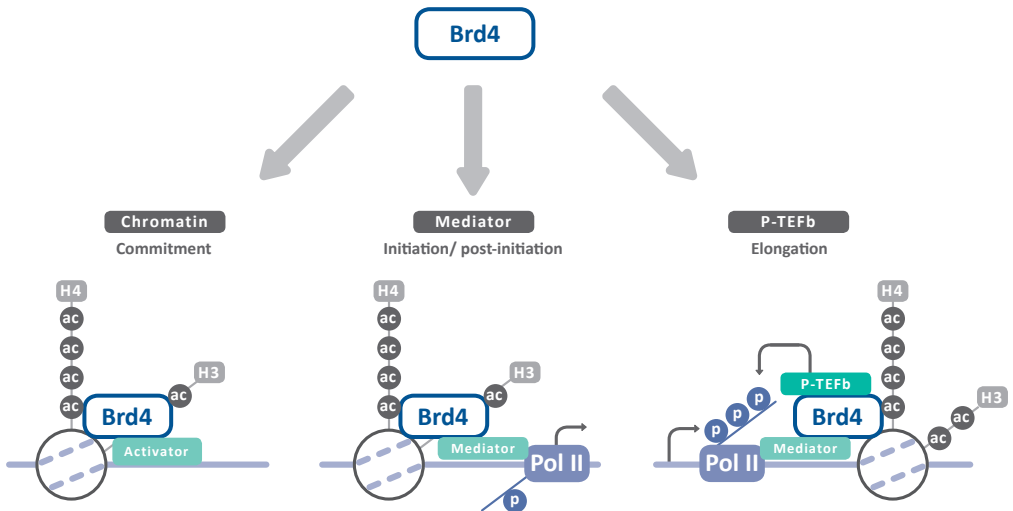 Brd4
Chromatin
Commitment
Mediator
Initiation/ post-initiation
P-TEFb
Elongation
H4
ac
ac
ac
ac
ac
H3
Brd4
Activator
H4
ac
ac
ac
ac
ac
H3
Brd4
Mediator
Pol II
p
H4
ac
ac
ac
ac
P-TEFb
Brd4
p
p
p
H3
ac
ac
Mediator
Pol II